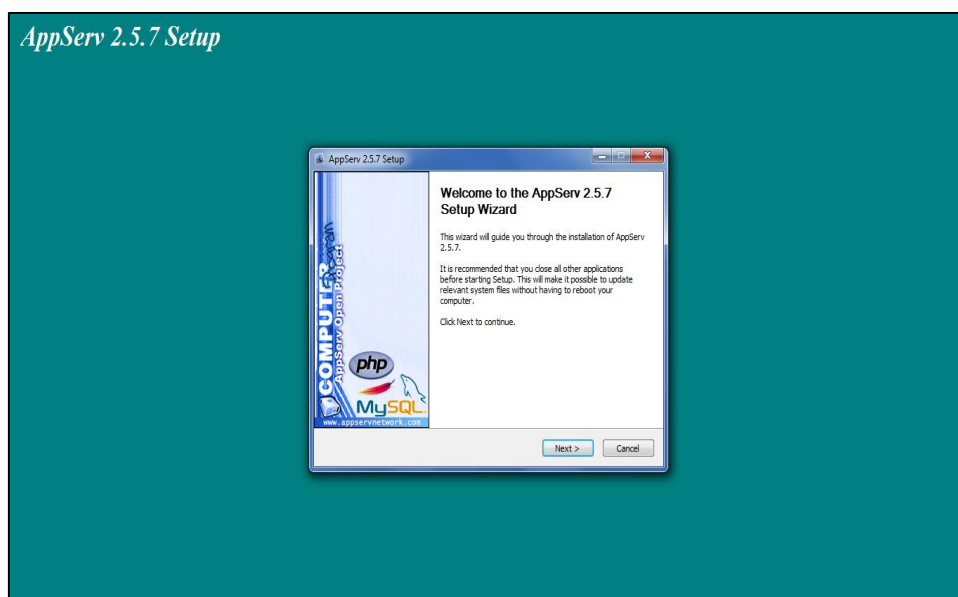 AppServ 2.5.7 Setup
AppServ 2.5.7 Setup
Welcome to the AppServ 2.5.7
Setup Wizard
This wizard will guide you through the installation of AppServ
2.5.7.
It is recommended that you close all other applications
before starting Setup. This will make it possible to update
relevant system files without having to reboot your
computer.
Click Next to continue.
COMPUTER
Program
AppServ Open Project
php
MySQL
www.appservnetwork.com
Next >
Cancel